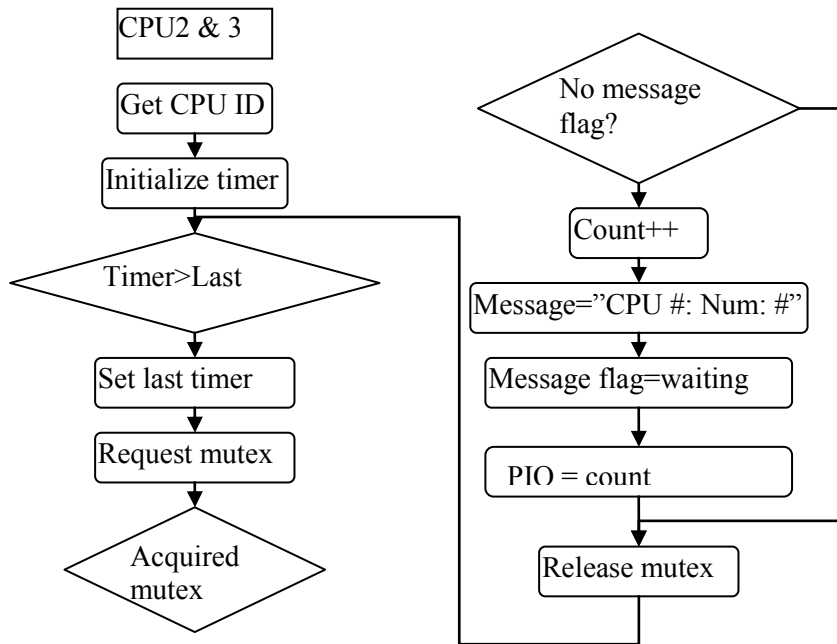 CPU2 & 3
Get CPU ID
Initialize timer
Timer>Last
Set last timer
Request mutex
Acquired
mutex
No message
flag?
Count++
Message=”CPU #: Num: #”
Message flag=waiting
PIO = count
Release mutex